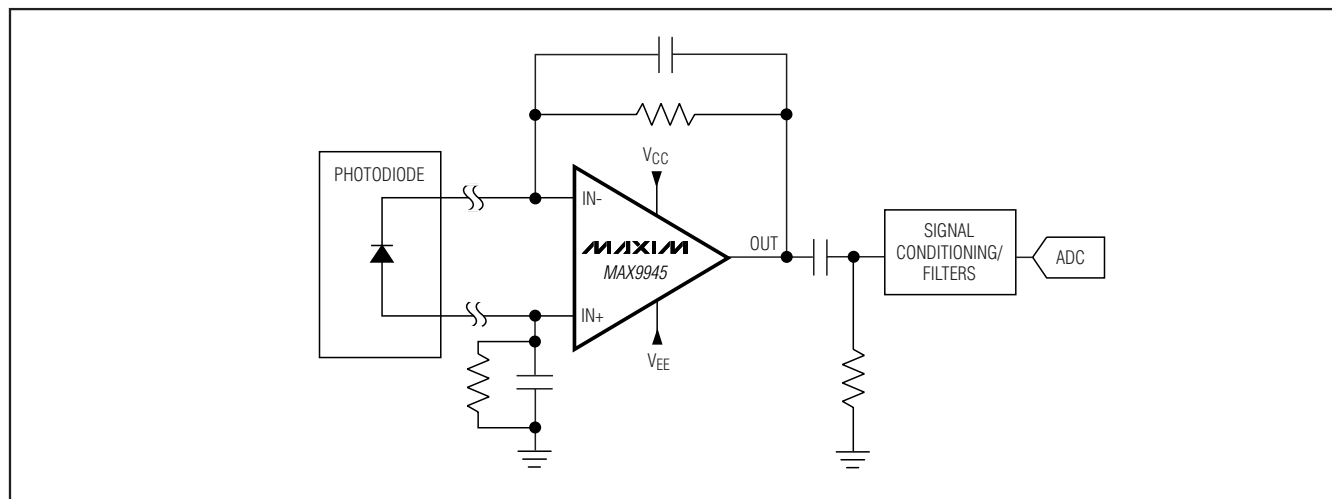 PHOTODIODE
VCC
IN-
MAXIM
MAX9945
OUT
IN+
VEE
SIGNAL
CONDITIONING/
FILTERS
ADC